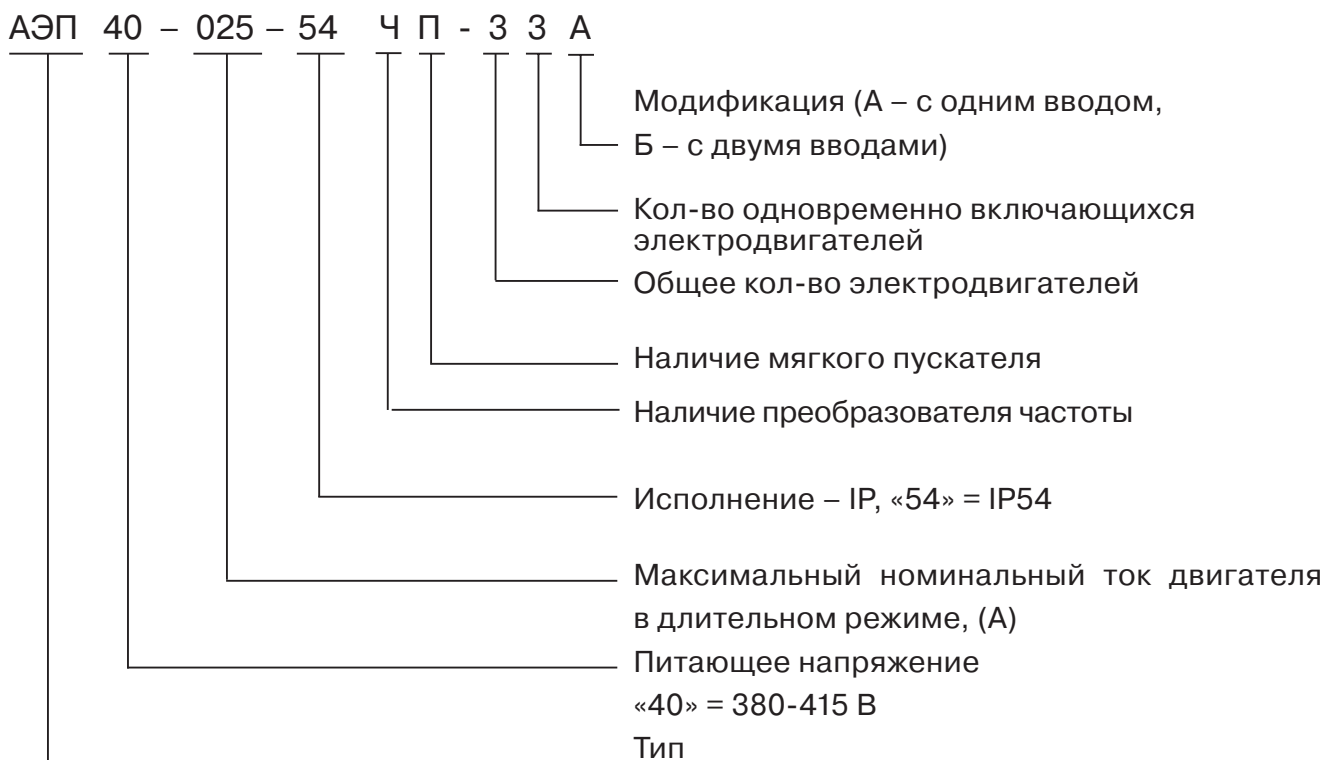 АЭП 40 – 025 – 54 Ч П - 3 3 А
Модификация (А – с одним вводом,
Б – с двумя вводами)
Кол-во одновременно включающихся
электродвигателей
Общее кол-во электродвигателей
Наличие мягкого пускателя
Наличие преобразователя частоты
Исполнение – IP, «54» = IP54
Максимальный номинальный ток двигателя
в длительном режиме, (А)
Питающее напряжение
«40» = 380-415 В
Тип